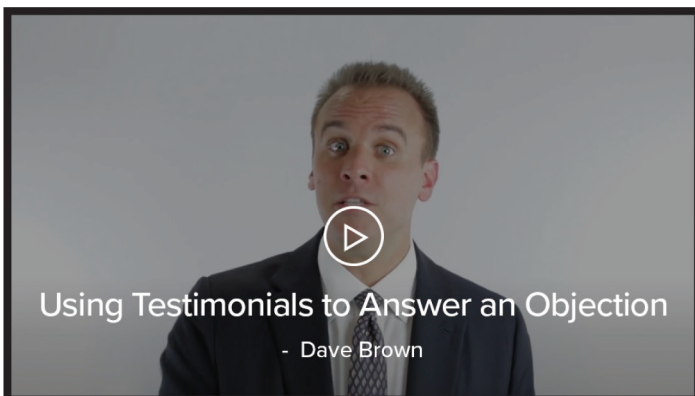 Using Testimonials to Answer an Objection
- Dave Brown